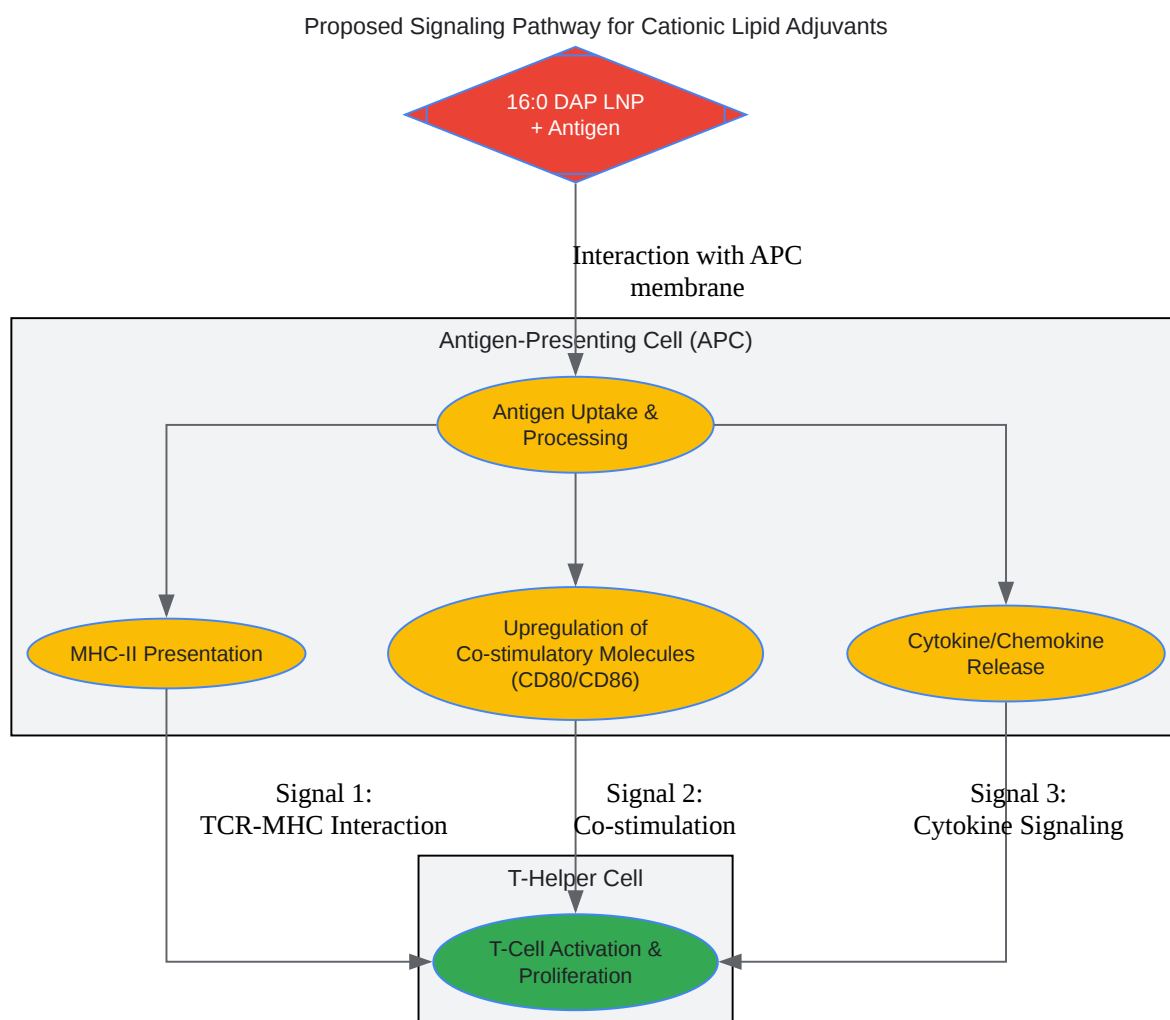 Proposed Signaling Pathway for Cationic Lipid Adjuvants
16:0 DAP LNP
+ Antigen
Interaction with APC
membrane
Antigen-Presenting Cell (APC)
Antigen Uptake &
Processing
MHC-II Presentation
Upregulation of
Co-stimulatory Molecules
(CD80/CD86)
Cytokine/Chemokine
Release
Signal 1:
TCR-MHC Interaction
Signal 2:
Co-stimulation
Signal 3:
Cytokine Signaling
T-Helper Cell
T-Cell Activation &
Proliferation